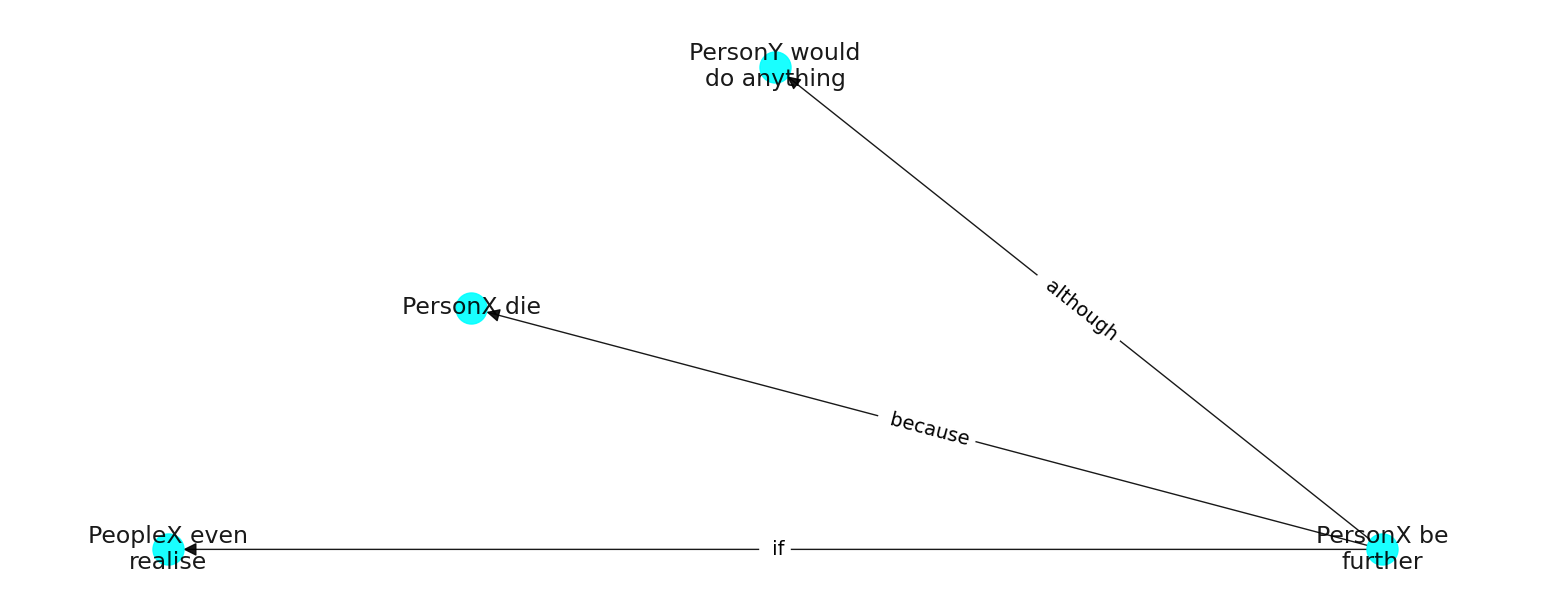 PersonY would
do anything
although
PersonX die
because
PeopleX even
realise
if
PersonX be
further